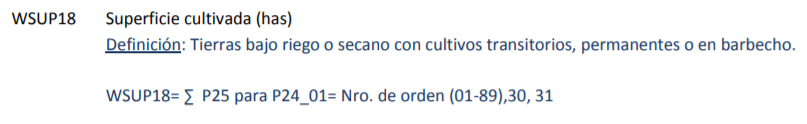 WSUP18 Superficie cultivada (has)
Definición: Tierras bajo riego o secano con cultivos transitorios, permanentes o en barbecho.
WSUP18= ∑ P25 para P24_01= Nro. de orden (01-89),30, 31